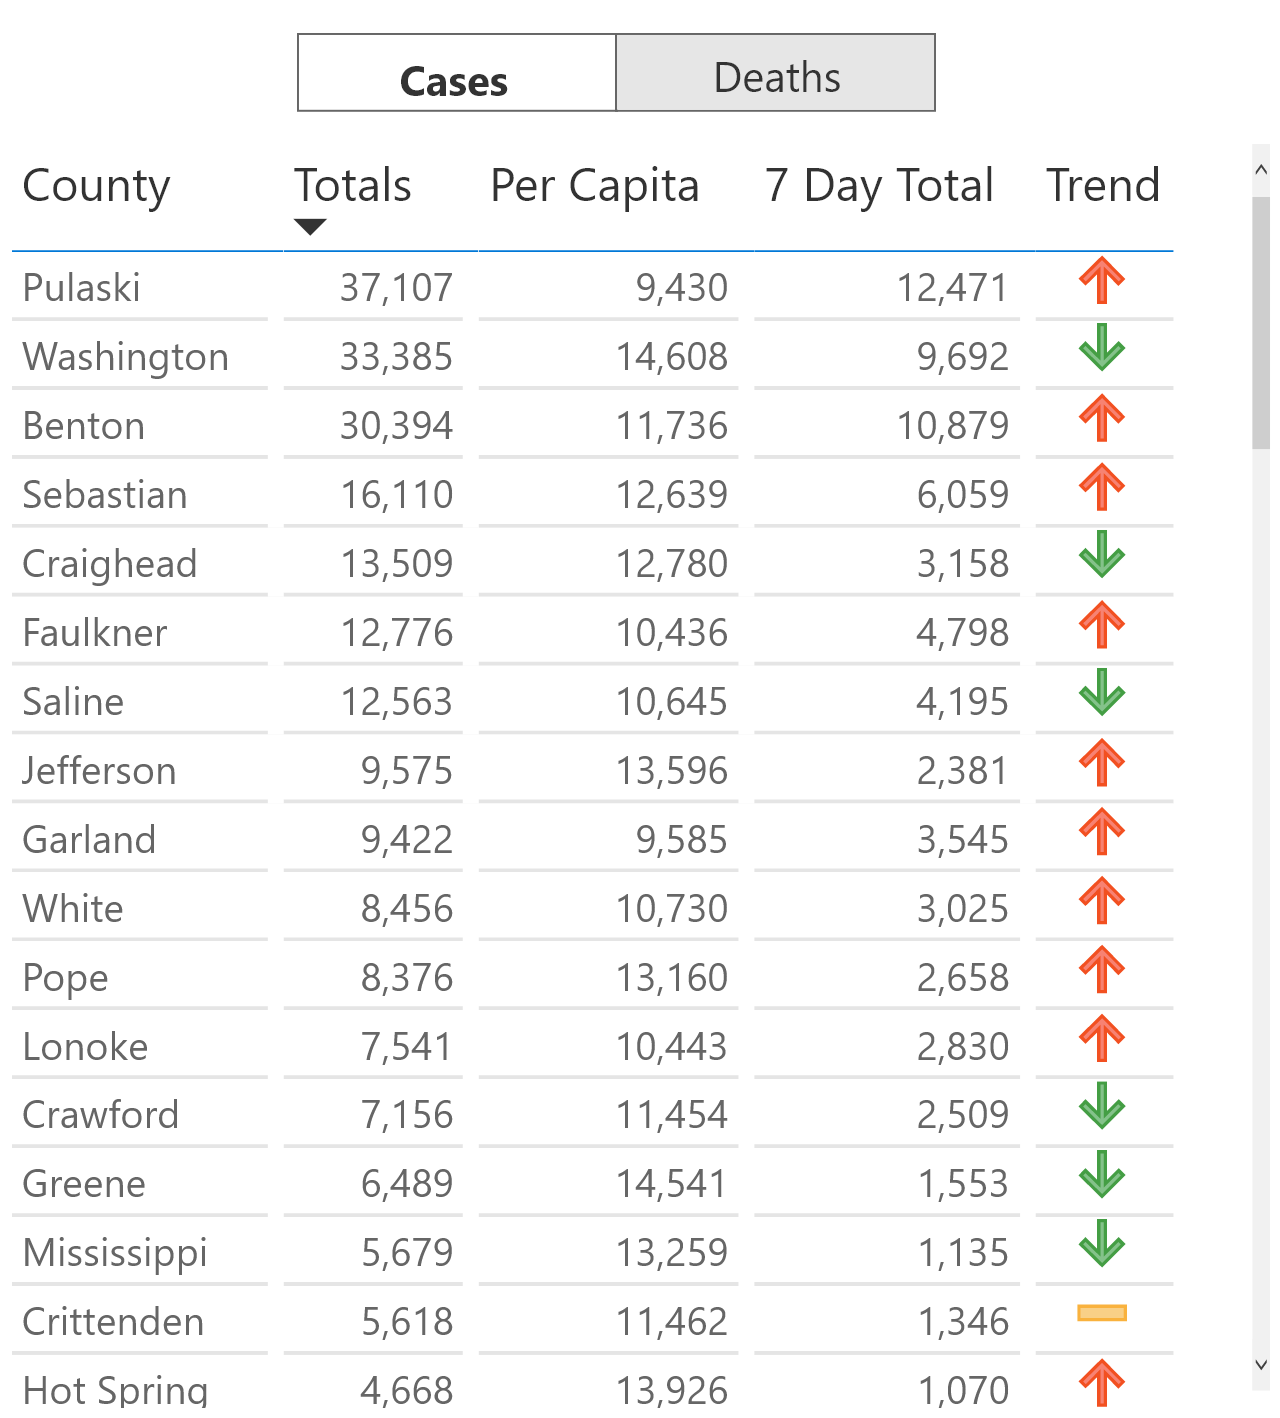 Cases Deaths
County Totals Per Capita 7 Day Total Trend
Pulaski 37,107 9,430 12,471
Washington 33,385 14,608 9,692
Benton 30,394 11,736 10,879
Sebastian 16,110 12,639 6,059
Craighead 13,509 12,780 3,158
Faulkner 12,776 10,436 4,798
Saline 12,563 10,645 4,195
Jefferson 9,575 13,596 2,381
Garland 9,422 9,585 3,545
White 8,456 10,730 3,025
Pope 8,376 13,160 2,658
Lonoke 7,541 10,443 2,830
Crawford 7,156 11,454 2,509
Greene 6,489 14,541 1,553
Mississippi 5,679 13,259 1,135
Crittenden 5,618 11,462 1,346
Hot Spring 4,668 13,926 1,070